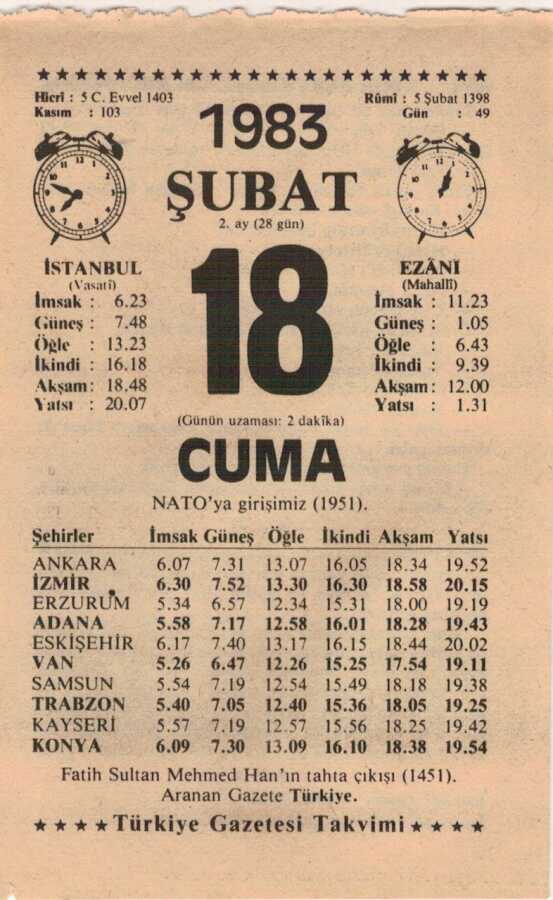 ★★★★★★★★★★★★★★★★★★★★★★★★
Hicrî : 5 C. Evvel 1403
Kasım : 103
Rûmî : 5 Şubat 1398
Gün : 49
1983
ŞUBAT
2. ay (28 gün)
18
(Günün uzaması: 2 dakîka)
CUMA
İSTANBUL
(Vasatî)
İmsak : 6.23
Güneş : 7.48
Öğle : 13.23
İkindi : 16.18
Akşam : 18.48
Yatsı : 20.07
EZÂNÎ
(Mahallî)
İmsak : 11.23
Güneş : 1.05
Öğle : 6.43
İkindi : 9.39
Akşam : 12.00
Yatsı : 1.31
NATO'ya girişimiz (1951).
Şehirler İmsak Güneş Öğle İkindi Akşam Yatsı
ANKARA 6.07 7.31 13.07 16.05 18.34 19.52
İZMİR 6.30 7.52 13.30 16.30 18.58 20.15
ERZURUM 5.34 6.57 12.34 15.31 18.00 19.19
ADANA 5.58 7.17 12.58 16.01 18.28 19.43
ESKİŞEHİR 6.17 7.40 13.17 16.15 18.44 20.02
VAN 5.26 6.47 12.26 15.25 17.54 19.11
SAMSUN 5.54 7.19 12.54 15.49 18.18 19.38
TRABZON 5.40 7.05 12.40 15.36 18.05 19.25
KAYSERİ 5.57 7.19 12.57 15.56 18.25 19.42
KONYA 6.09 7.30 13.09 16.10 18.38 19.54
Fatih Sultan Mehmed Han'ın tahta çıkışı (1451).
Aranan Gazete Türkiye.
★★★★Türkiye Gazetesi Takvimi★★★★